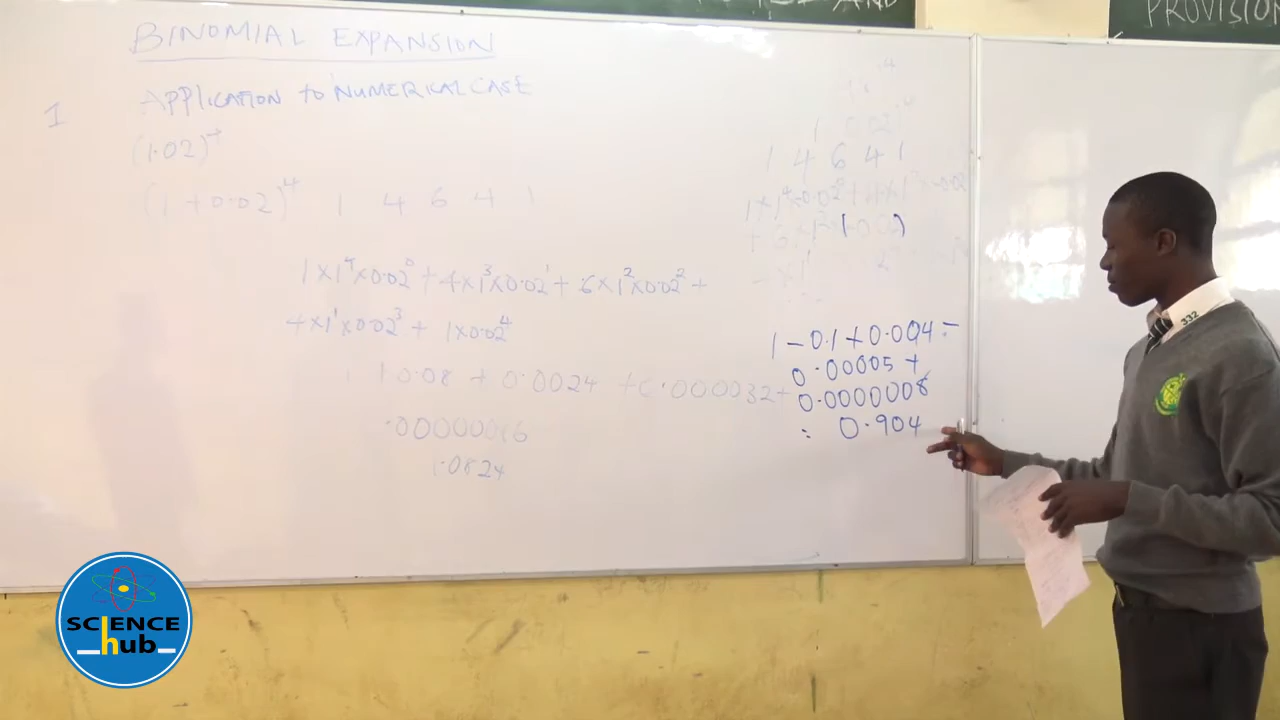 AND
PROVISION
BINOMIAL EXPANSION
APPLICATION to NUMERICAL CASE
1
(1.02)⁴
(1 + 0.02)⁴ 1 4 6 4 1
1×1⁴×0.02⁰ + 4×1³×0.02¹ + 6×1²×0.02² +
4×1¹×0.02³ + 1×0.02⁴
1.0.08 + 0.0024 + 0.000032 +
.00000016
1.0824
1 4 6 4 1
1 - 0.1 + 0.004 -
0.00005 +
0.0000008
: 0.904
332
SCIENCE
hub